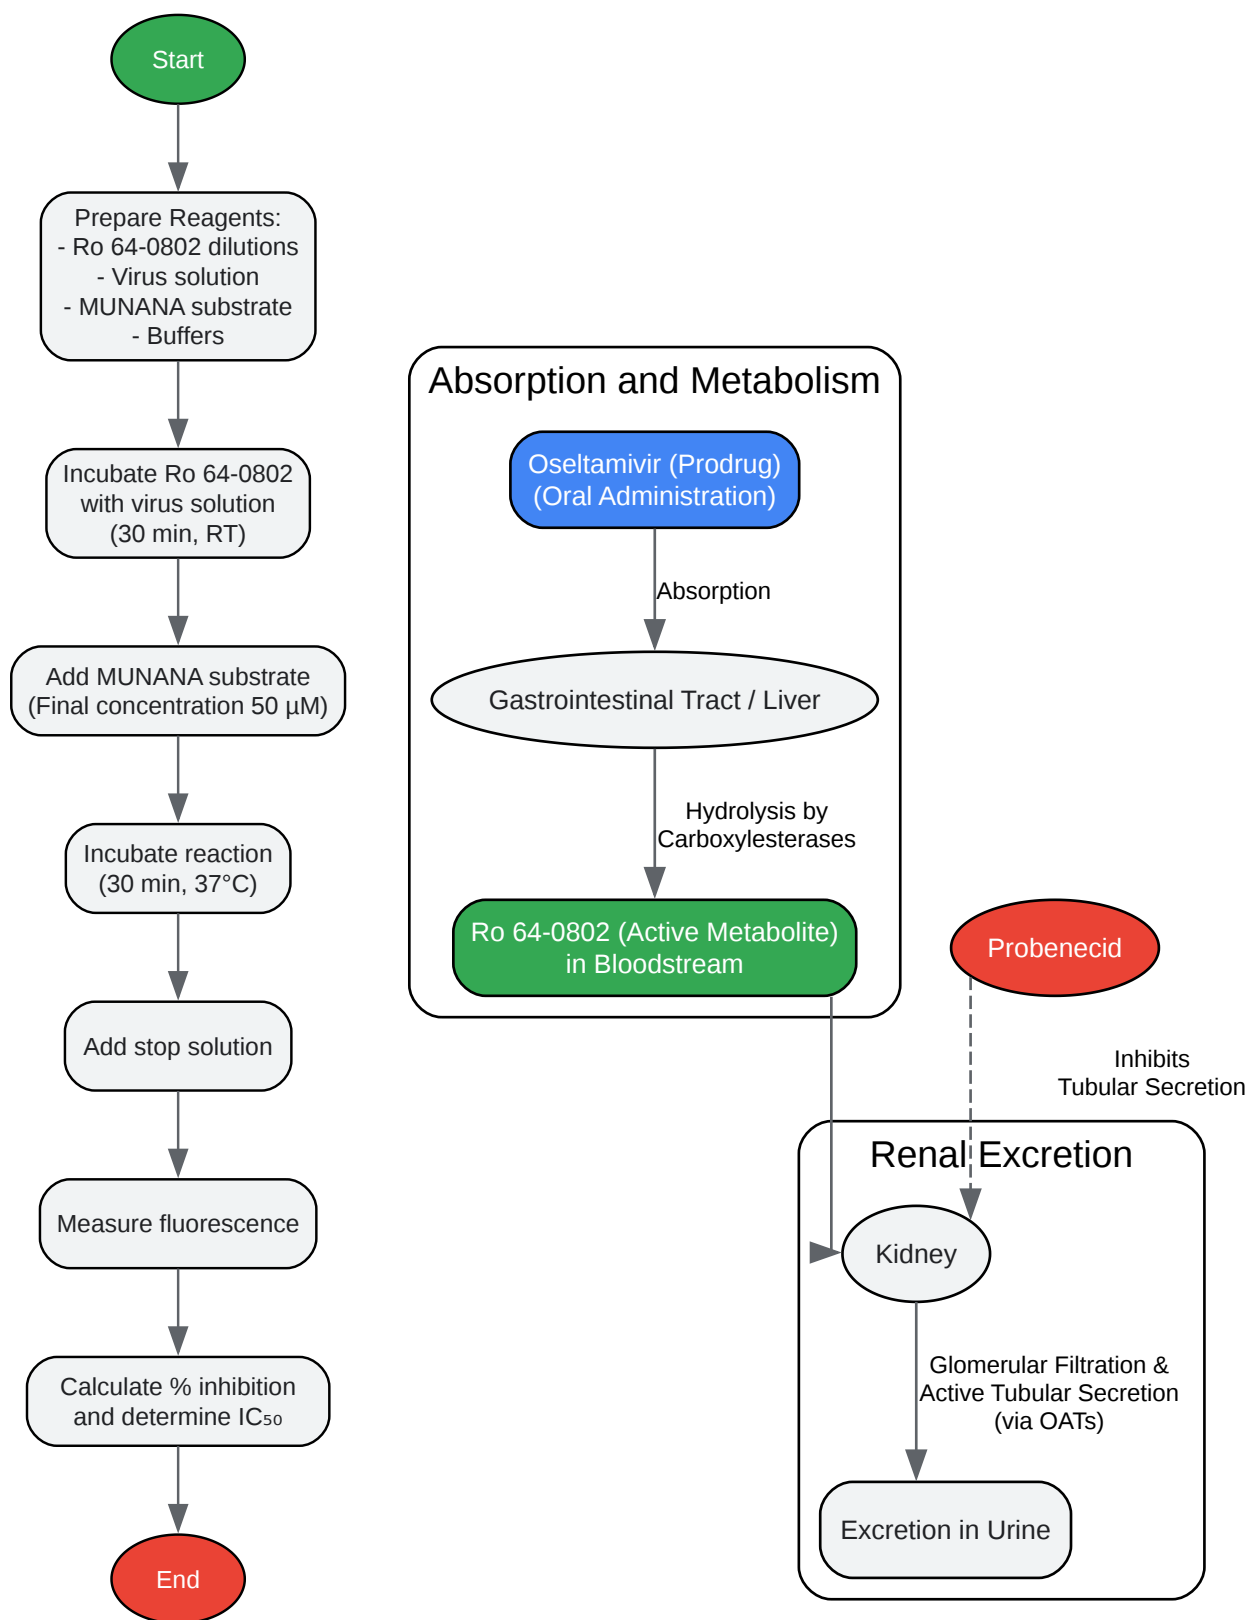 Start
Prepare Reagents:
- Ro 64-0802 dilutions
- Virus solution
- MUNANA substrate
- Buffers
Incubate Ro 64-0802
with virus solution
(30 min, RT)
Add MUNANA substrate
(Final concentration 50 µM)
Incubate reaction
(30 min, 37°C)
Add stop solution
Measure fluorescence
Calculate % inhibition
and determine IC₅₀
End
Absorption and Metabolism
Oseltamivir (Prodrug)
(Oral Administration)
Absorption
Gastrointestinal Tract / Liver
Hydrolysis by
Carboxylesterases
Ro 64-0802 (Active Metabolite)
in Bloodstream
Probenecid
Inhibits
Tubular Secretion
Renal Excretion
Kidney
Glomerular Filtration &
Active Tubular Secretion
(via OATs)
Excretion in Urine